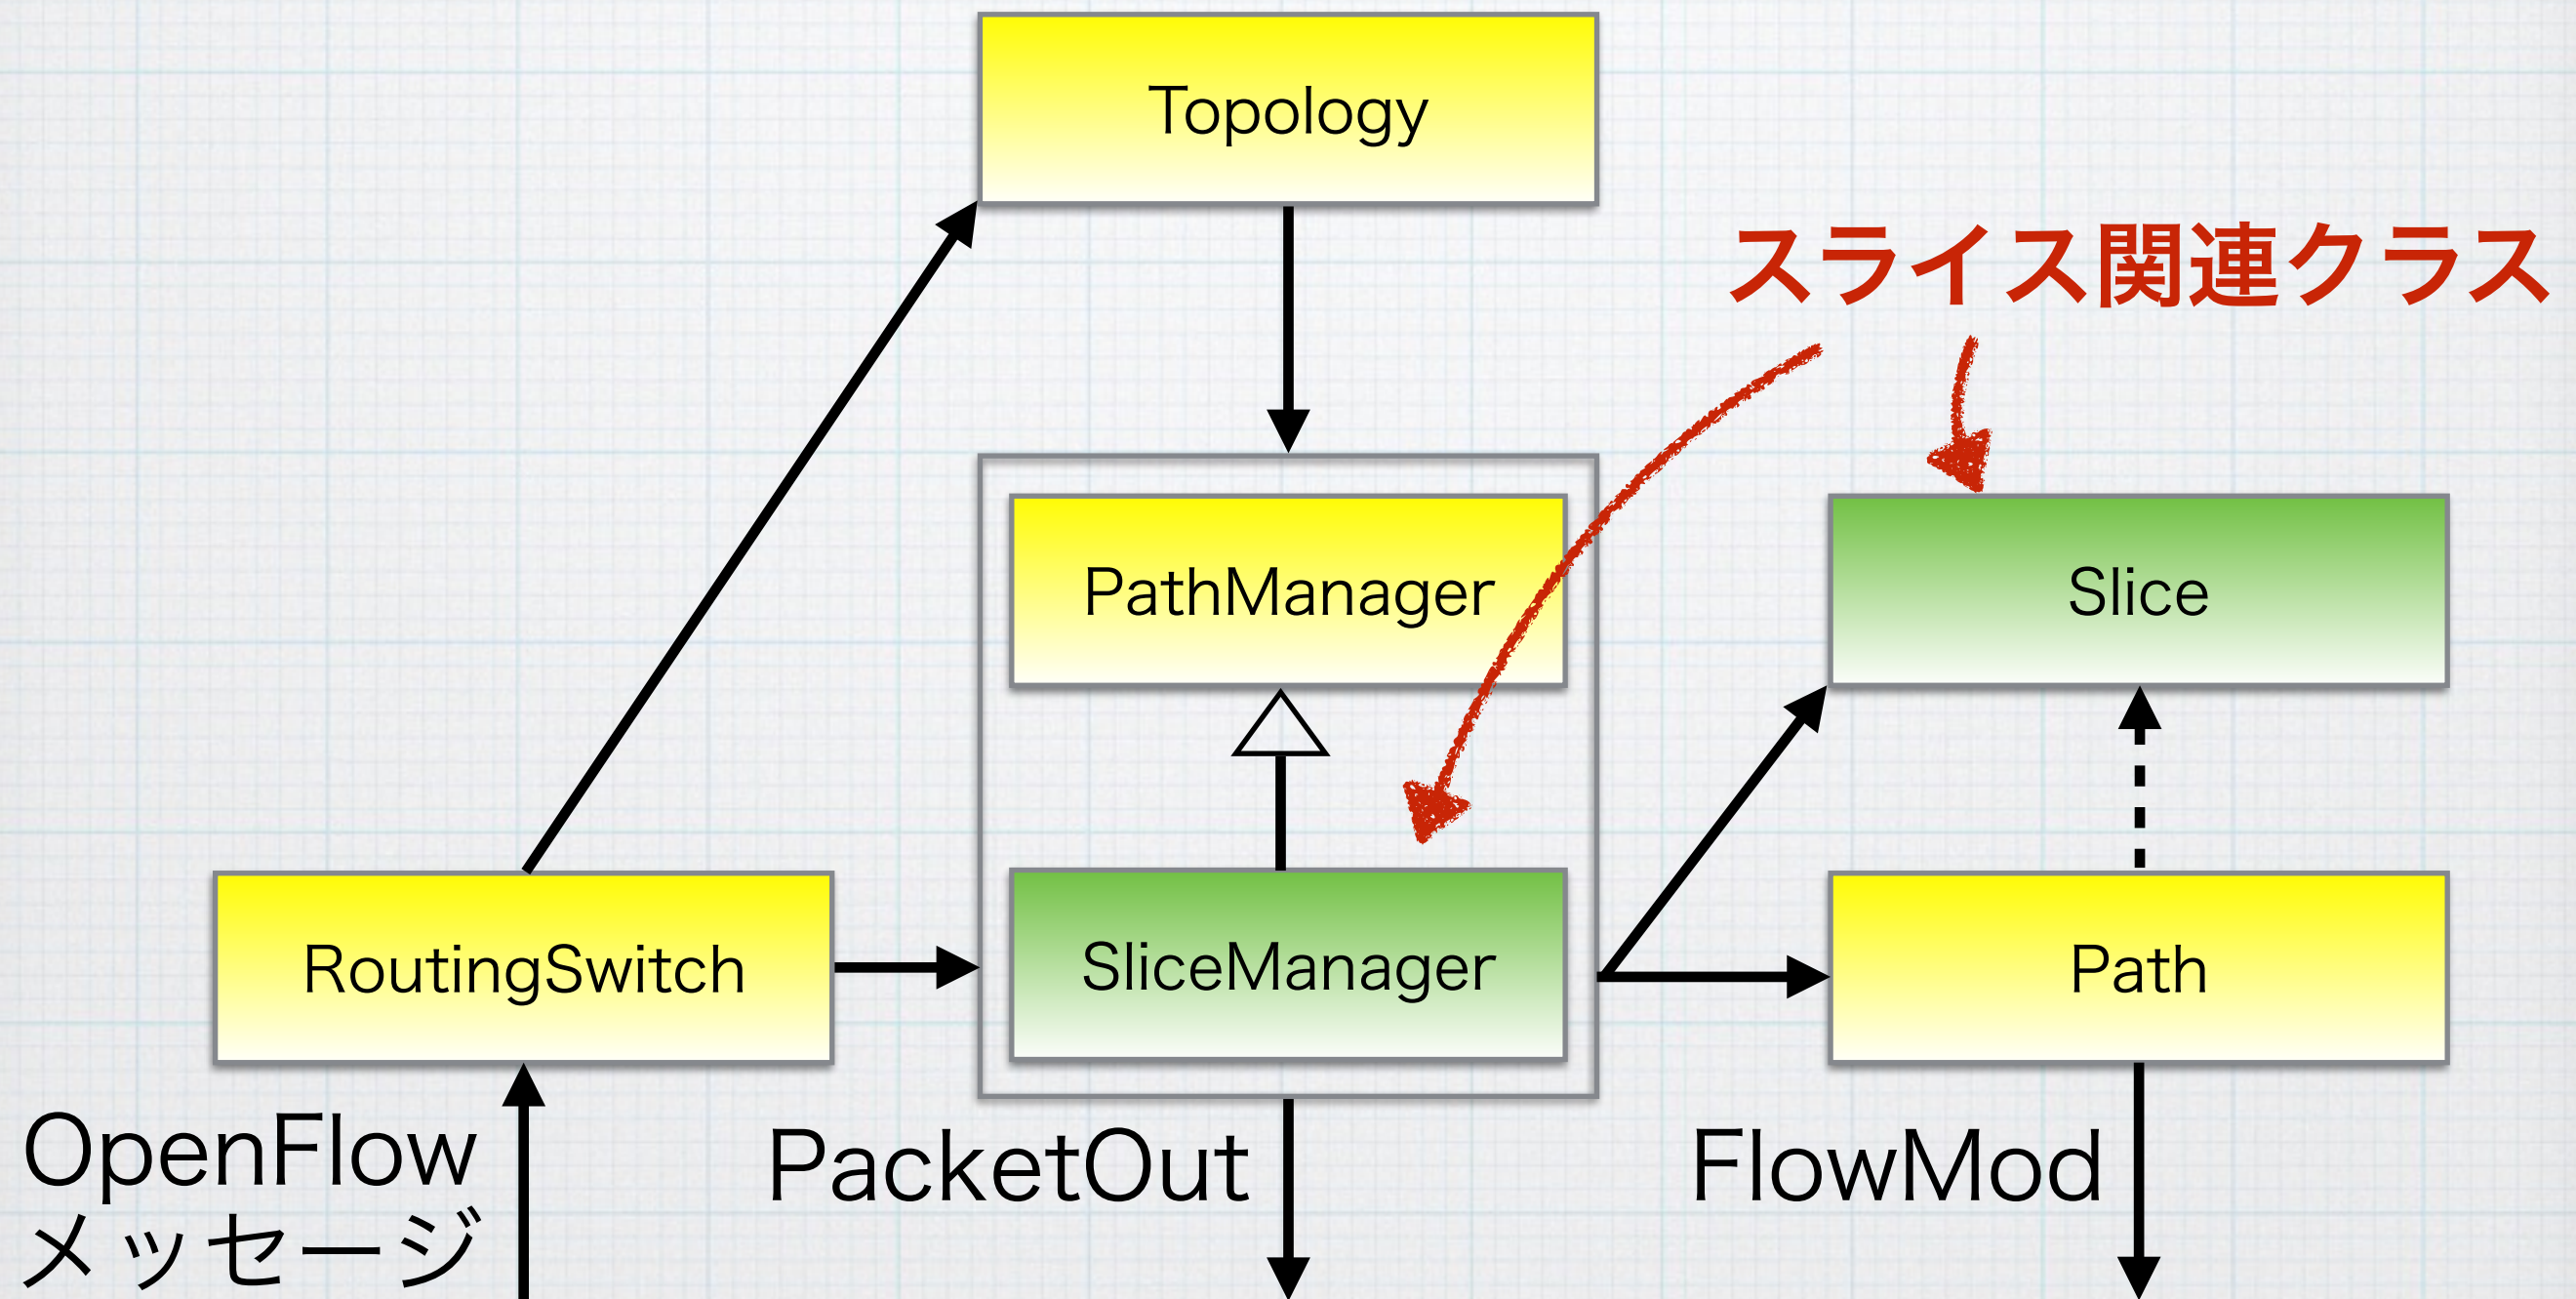 Topology
スライス関連クラス
PathManager
Slice
RoutingSwitch
SliceManager
Path
OpenFlow
メッセージ
PacketOut
FlowMod